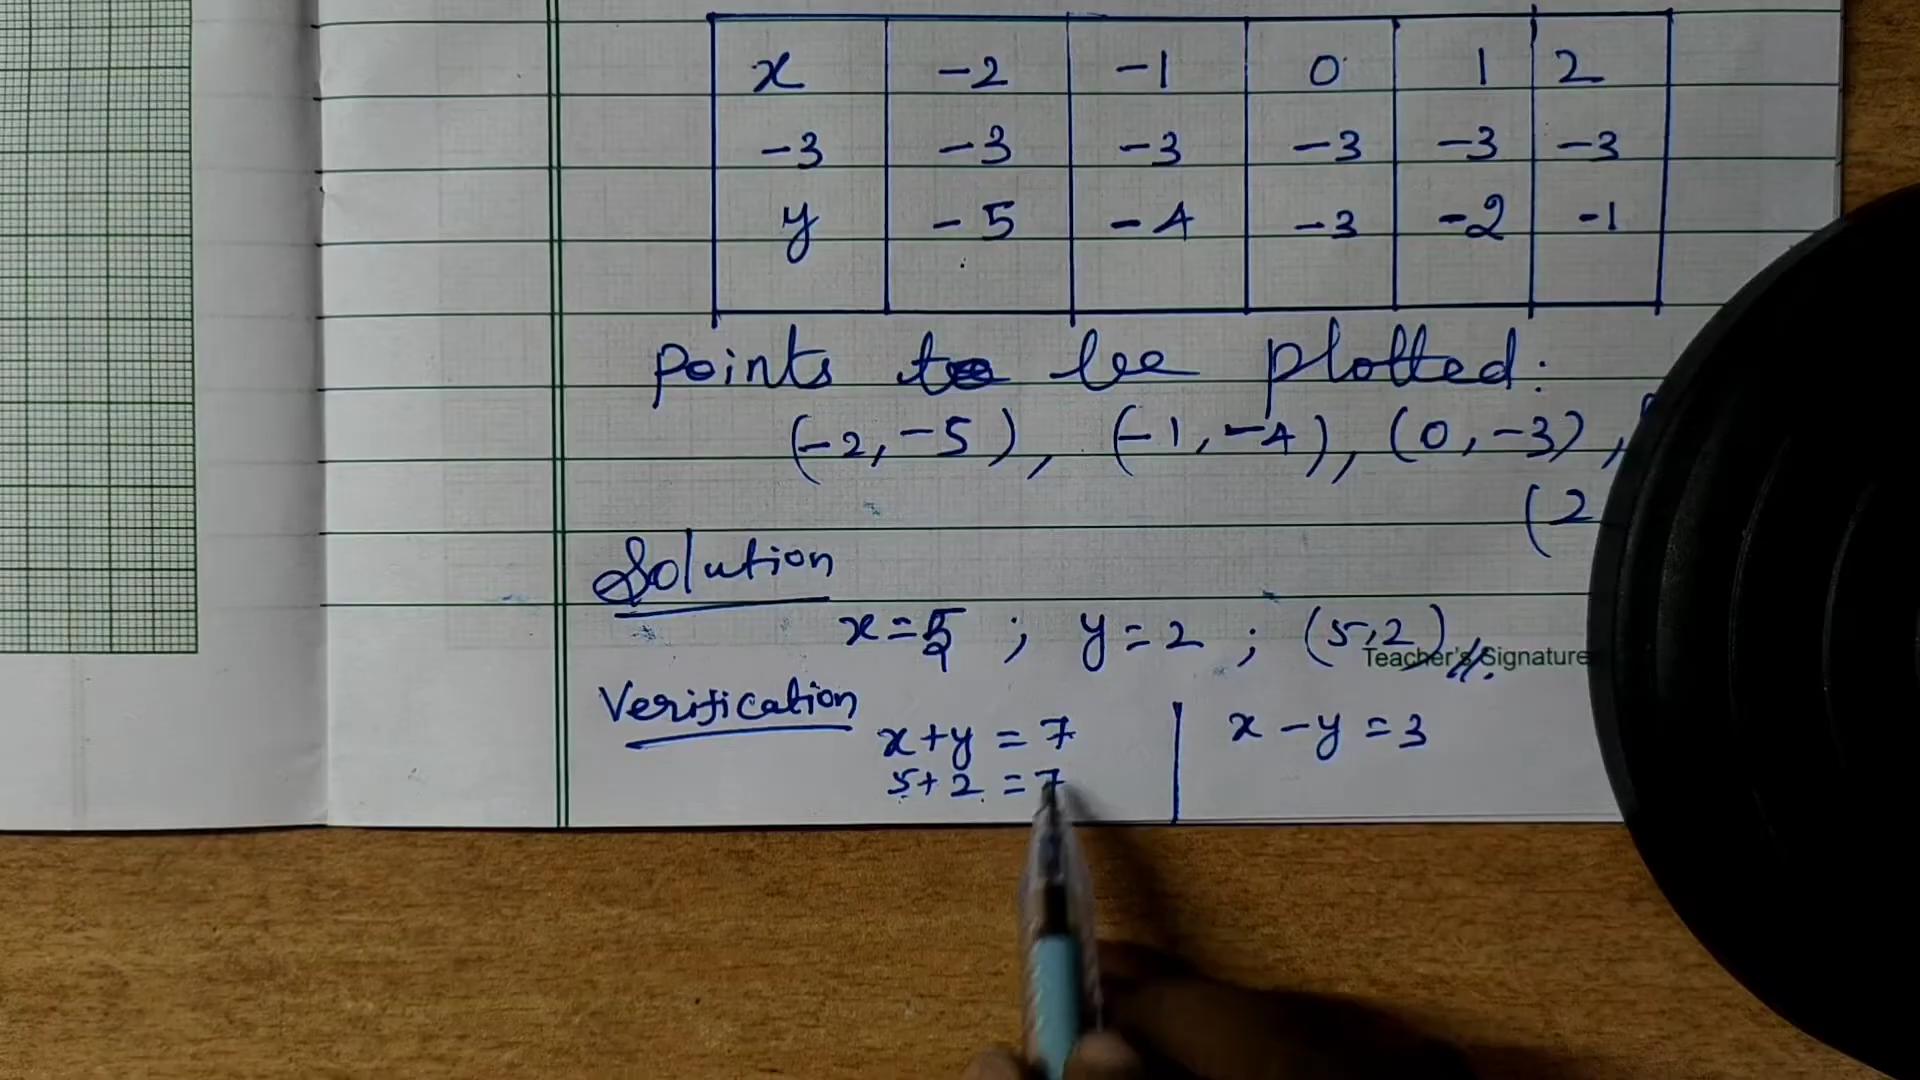 x -2 -1 0 1 2
-3 -3 -3 -3 -3 -3
y -5 -4 -3 -2 -1
Points to be plotted:
(-2,-5), (-1,-4), (0,-3),
(2
Solution
x=5 ; y=2 ; (5,2)
Teacher's Signature
Verification
x+y=7 x-y=3
5+2=7